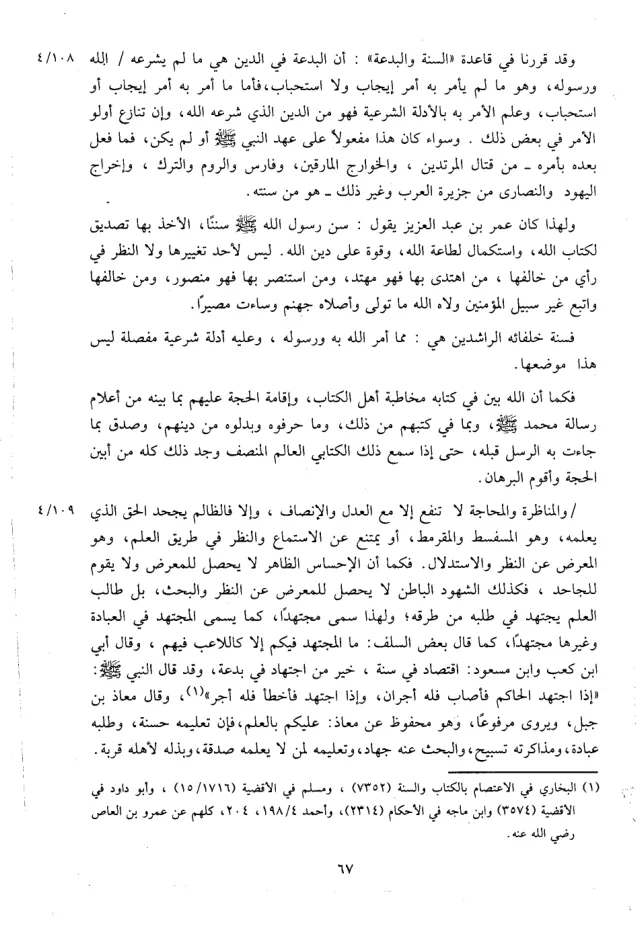 وقد قررنا في قاعدة «السنة والبدعة» : أن البدعة في الدين هي ما لم يشرعه / الله ٤/١٠٨
ورسوله، وهو ما لم يأمر به أمر إيجاب ولا استحباب،فأما ما أمر به أمر إيجاب أو
استحباب، وعلم الأمر به بالأدلة الشرعية فهو من الدين الذي شرعه الله، وإن تنازع أولو
الأمر في بعض ذلك . وسواء كان هذا مفعولاً على عهد النبي ﷺ أو لم يكن، فما فعل
بعده بأمره ـ من قتال المرتدين ، والخوارج المارقين، وفارس والروم والترك ، وإخراج
اليهود والنصارى من جزيرة العرب وغير ذلك ـ هو من سنته.
ولهذا كان عمر بن عبد العزيز يقول : سن رسول الله ﷺ سننًا، الأخذ بها تصديق
لكتاب الله، واستكمال لطاعة الله، وقوة على دين الله. ليس لأحد تغييرها ولا النظر في
رأي من خالفها ، من اهتدى بها فهو مهتد، ومن استنصر بها فهو منصور، ومن خالفها
واتبع غير سبيل المؤمنين ولاه الله ما تولى وأصلاه جهنم وساءت مصيرًا.
فسنة خلفائه الراشدين هي : مما أمر الله به ورسوله ، وعليه أدلة شرعية مفصلة ليس
هذا موضعها.
فكما أن الله بين في كتابه مخاطبة أهل الكتاب، وإقامة الحجة عليهم بما بينه من أعلام
رسالة محمد ﷺ، وبما في كتبهم من ذلك، وما حرفوه وبدلوه من دينهم، وصدق بما
جاءت به الرسل قبله، حتى إذا سمع ذلك الكتابي العالم المنصف وجد ذلك كله من أبين
الحجة وأقوم البرهان.
/ والمناظرة والمحاجة لا تنفع إلا مع العدل والإنصاف ، وإلا فالظالم يجحد الحق الذي ٤/١٠٩
يعلمه، وهو المسفسط والمقرمط، أو يمتنع عن الاستماع والنظر في طريق العلم، وهو
المعرض عن النظر والاستدلال. فكما أن الإحساس الظاهر لا يحصل للمعرض ولا يقوم
للجاحد ، فكذلك الشهود الباطن لا يحصل للمعرض عن النظر والبحث، بل طالب
العلم يجتهد في طلبه من طرقه؛ ولهذا سمى مجتهدًا، كما يسمى المجتهد في العبادة
وغيرها مجتهدًا، كما قال بعض السلف: ما المجتهد فيكم إلا كاللاعب فيهم ، وقال أبي
ابن كعب وابن مسعود: اقتصاد في سنة ، خير من اجتهاد في بدعة، وقد قال النبي ﷺ:
«إذا اجتهد الحاكم فأصاب فله أجران، وإذا اجتهد فأخطأ فله أجر»(١)، وقال معاذ بن
جبل، ويروى مرفوعًا، وهو محفوظ عن معاذ: عليكم بالعلم،فإن تعليمه حسنة، وطلبه
عبادة،ومذاكرته تسبيح،والبحث عنه جهاد،وتعليمه لمن لا يعلمه صدقة،وبذله لأهله قربة.
(١) البخاري في الاعتصام بالكتاب والسنة (٧٣٥٢) ، ومسلم في الأقضية (١٥/١٧١٦) ، وأبو داود في
الأقضية (٣٥٧٤) وابن ماجه في الأحكام (٢٣١٤)، وأحمد ١٩٨/٤، ٢٠٤، كلهم عن عمرو بن العاص
رضي الله عنه.
٦٧